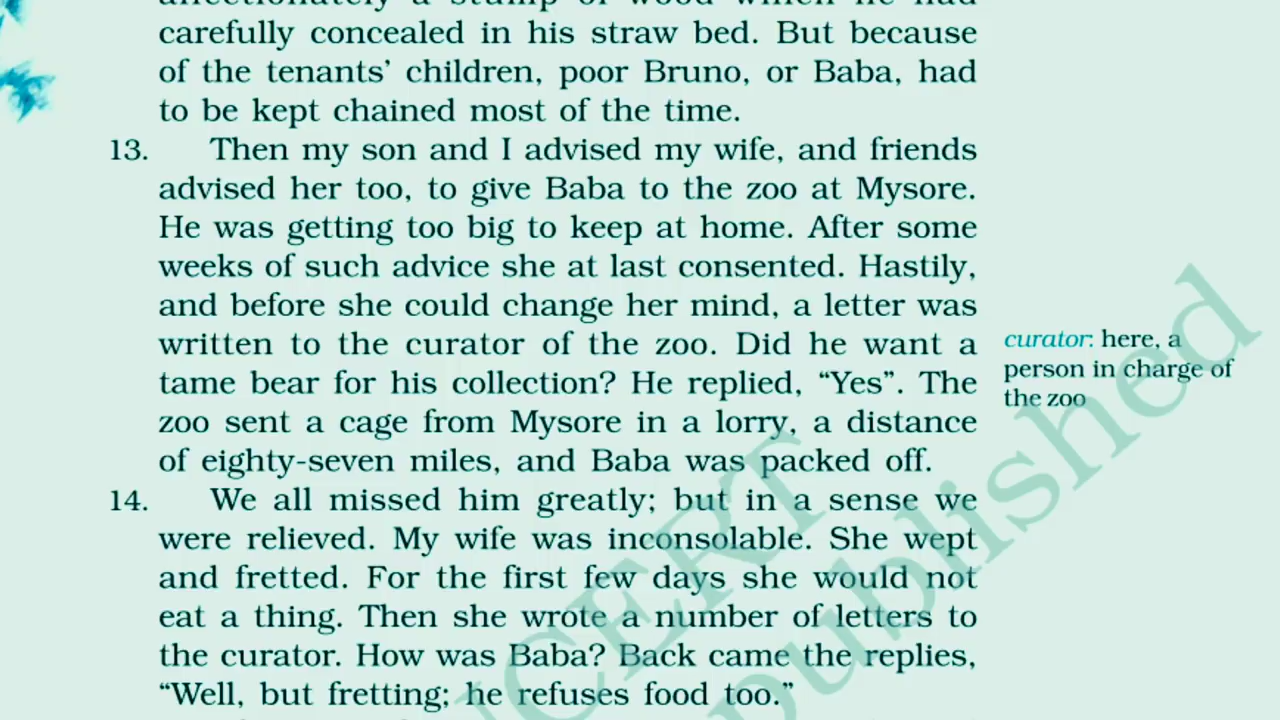 affectionately a stump of wood which he had
carefully concealed in his straw bed. But because
of the tenants’ children, poor Bruno, or Baba, had
to be kept chained most of the time.
13. Then my son and I advised my wife, and friends
advised her too, to give Baba to the zoo at Mysore.
He was getting too big to keep at home. After some
weeks of such advice she at last consented. Hastily,
and before she could change her mind, a letter was
written to the curator of the zoo. Did he want a
tame bear for his collection? He replied, “Yes”. The
zoo sent a cage from Mysore in a lorry, a distance
of eighty-seven miles, and Baba was packed off.
curator: here, a
person in charge of
the zoo
14. We all missed him greatly; but in a sense we
were relieved. My wife was inconsolable. She wept
and fretted. For the first few days she would not
eat a thing. Then she wrote a number of letters to
the curator. How was Baba? Back came the replies,
“Well, but fretting; he refuses food too.”
NCERT
published